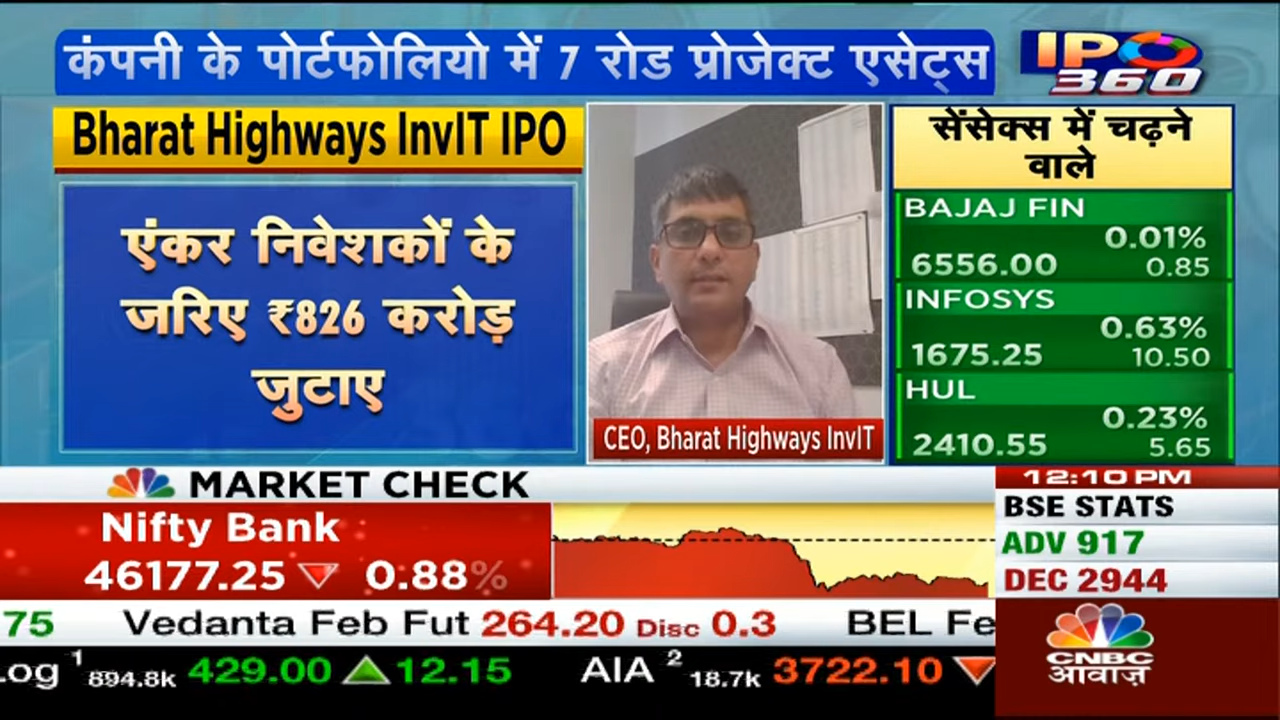 कंपनी के पोर्टफोलियो में 7 रोड प्रोजेक्ट एसेट्स
IPO
360
Bharat Highways InvIT IPO
एंकर निवेशकों के
जरिए ₹826 करोड़
जुटाए
CEO, Bharat Highways InvIT
सेंसेक्स में चढ़ने
वाले
BAJAJ FIN
0.01%
6556.00 0.85
INFOSYS
0.63%
1675.25 10.50
HUL
0.23%
2410.55 5.65
MARKET CHECK
Nifty Bank
46177.25 ▼ 0.88%
12:10 PM
BSE STATS
ADV 917
DEC 2944
75 Vedanta Feb Fut 264.20 Disc 0.3 BEL Fe
Log 1 894.8k 429.00 ▲ 12.15 AIA 2 18.7k 3722.10 ▼
CNBC
आवाज़